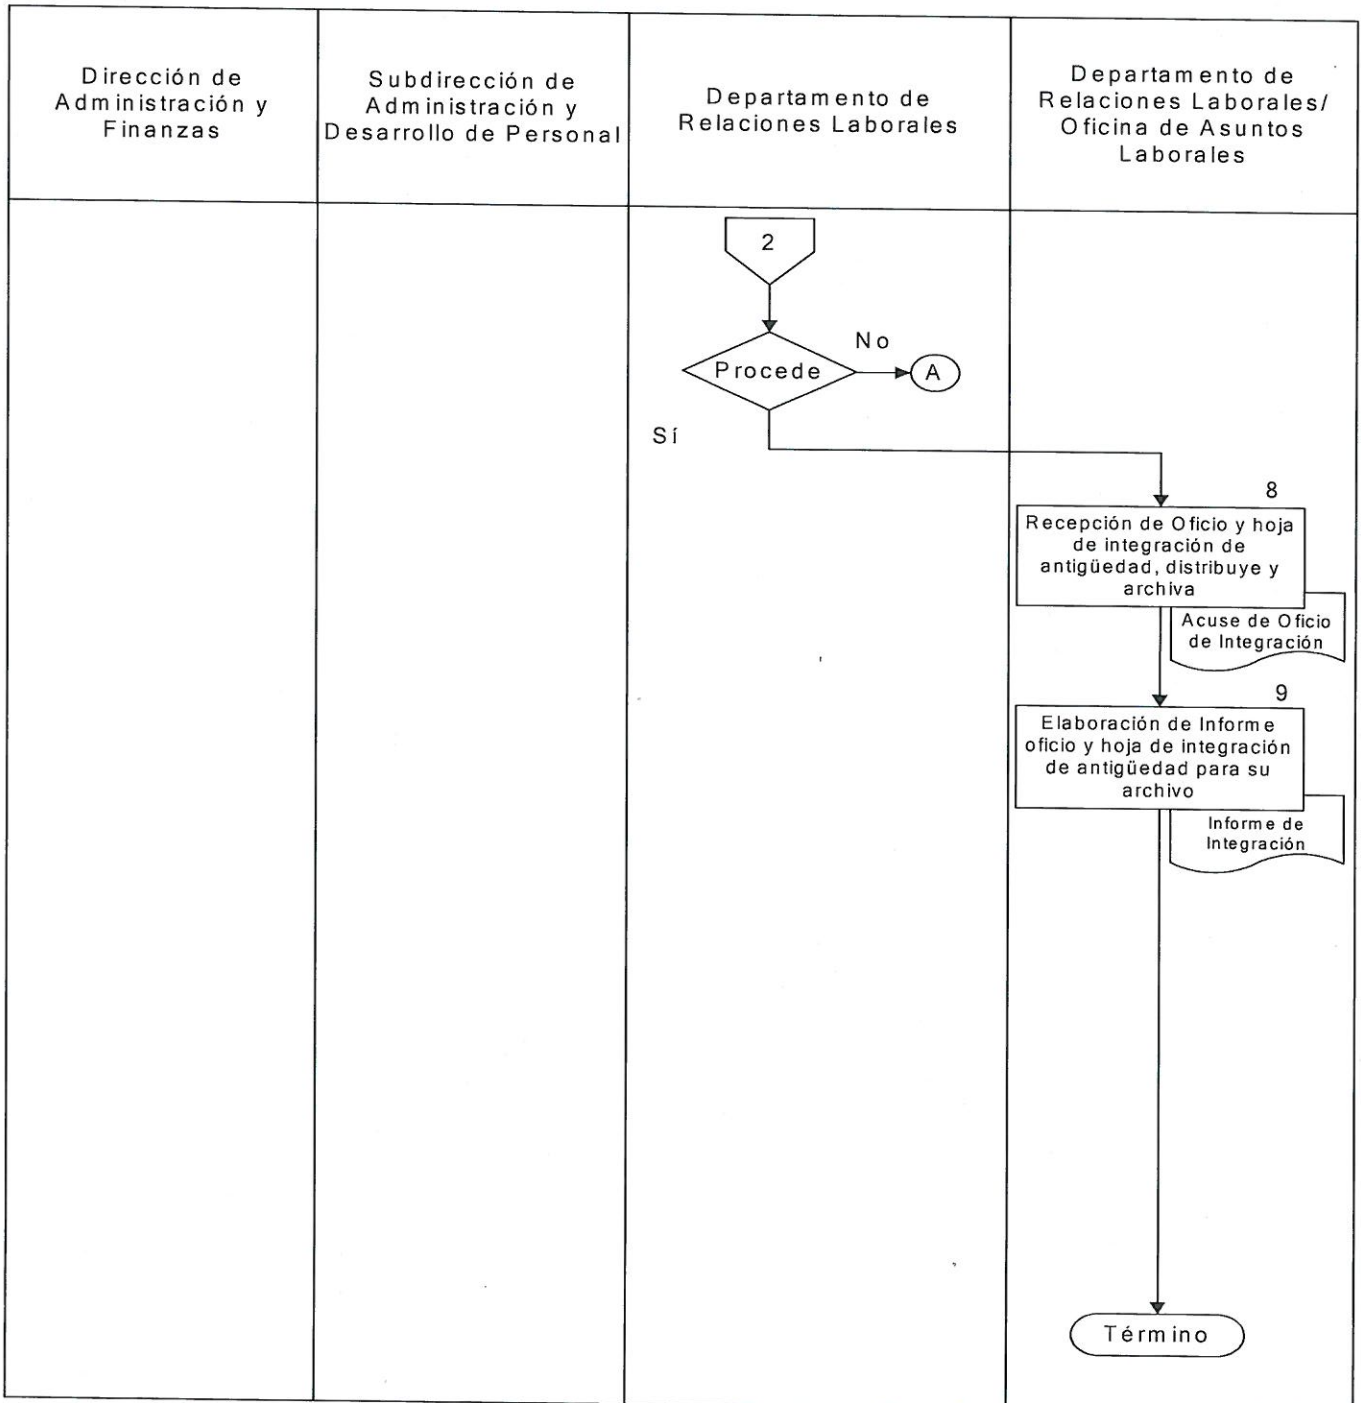 Dirección de
Administración y
Finanzas
Subdirección de
Administración y
Desarrollo de Personal
Departamento de
Relaciones Laborales
Departamento de
Relaciones Laborales/
Oficina de Asuntos
Laborales
2
Procede
No
A
Sí
8
Recepción de Oficio y hoja
de integración de
antigüedad, distribuye y
archiva
Acuse de Oficio
de Integración
9
Elaboración de Informe
oficio y hoja de integración
de antigüedad para su
archivo
Informe de
Integración
Término